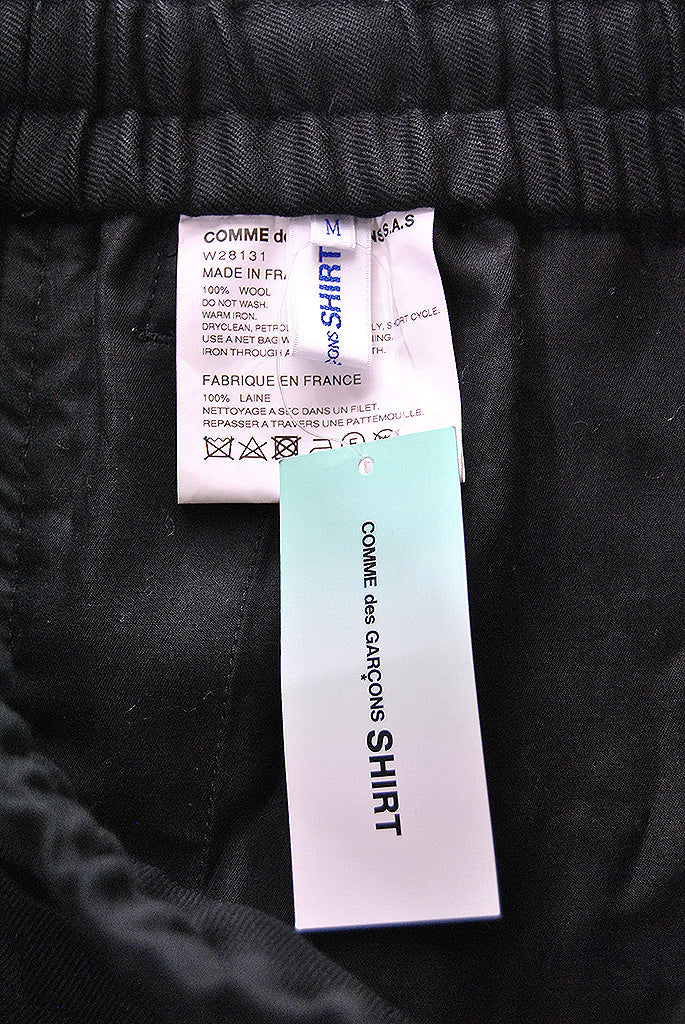 COMME de
S.A.S
W28131
MADE IN FRA
100% WOOL
DO NOT WASH.
WARM IRON.
DRYCLEAN, PETROL LY, SHORT CYCLE.
USE A NET BAG W NING.
IRON THROUGH A TH.
FABRIQUE EN FRANCE
100% LAINE
NETTOYAGE A SEC DANS UN FILET.
REPASSER A TRAVERS UNE PATTEMOUILLE.
M
ÇONS SHIRT
COMME des GARÇONS SHIRT